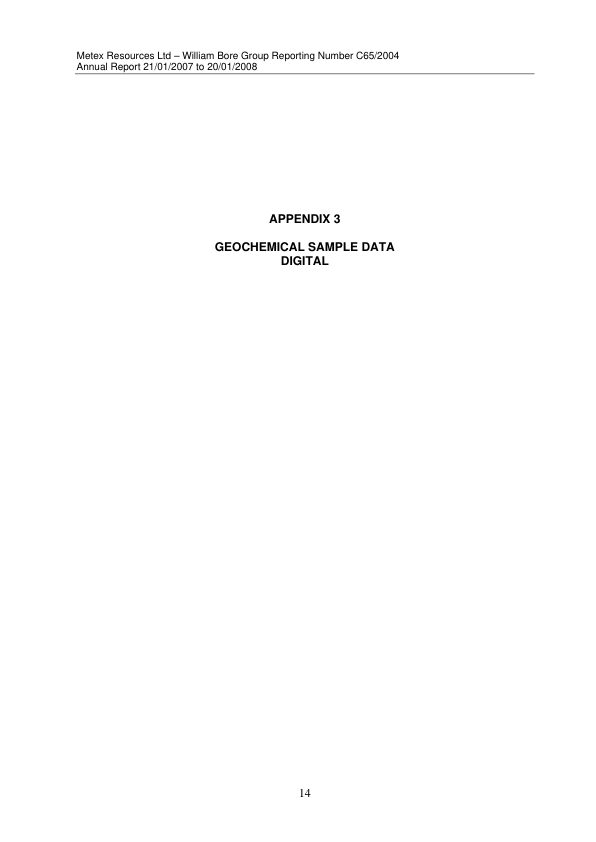 Metex Resources Ltd – William Bore Group Reporting Number C65/2004
Annual Report 21/01/2007 to 20/01/2008
APPENDIX 3
GEOCHEMICAL SAMPLE DATA
DIGITAL
14